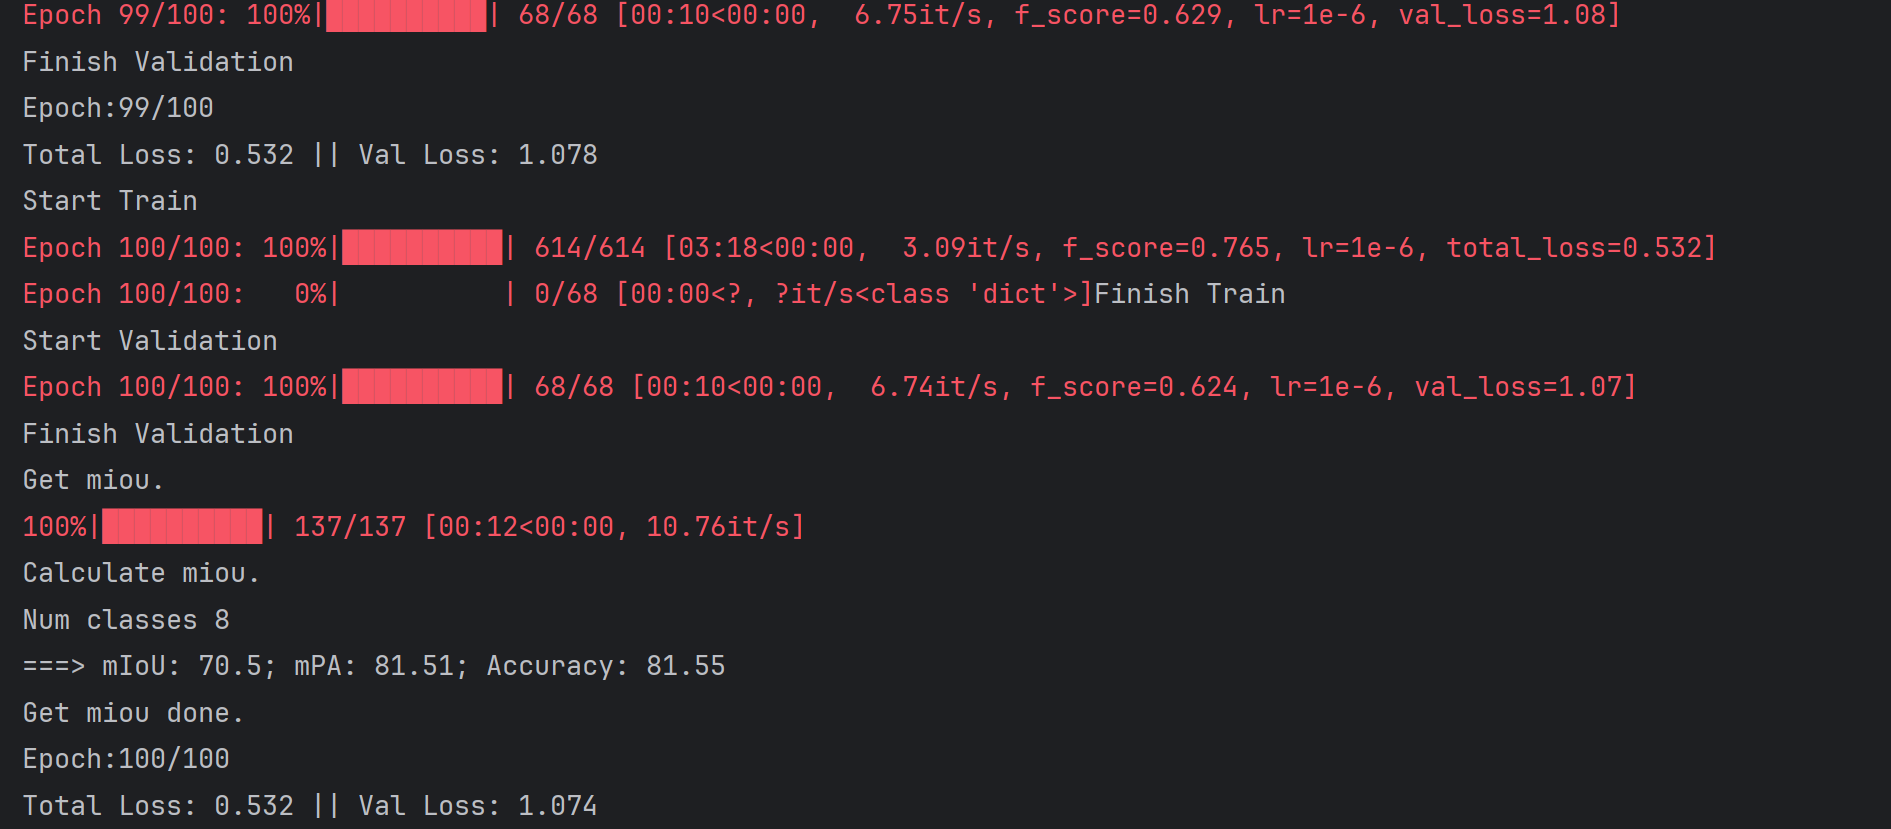 Epoch 99/100: 100%|██████████| 68/68 [00:10<00:00,  6.75it/s, f_score=0.629, lr=1e-6, val_loss=1.08]
Finish Validation
Epoch:99/100
Total Loss: 0.532 || Val Loss: 1.078
Start Train
Epoch 100/100: 100%|██████████| 614/614 [03:18<00:00,  3.09it/s, f_score=0.765, lr=1e-6, total_loss=0.532]
Epoch 100/100:   0%|          | 0/68 [00:00<?, ?it/s<class 'dict'>]Finish Train
Start Validation
Epoch 100/100: 100%|██████████| 68/68 [00:10<00:00,  6.74it/s, f_score=0.624, lr=1e-6, val_loss=1.07]
Finish Validation
Get miou.
100%|██████████| 137/137 [00:12<00:00, 10.76it/s]
Calculate miou.
Num classes 8
===> mIoU: 70.5; mPA: 81.51; Accuracy: 81.55
Get miou done.
Epoch:100/100
Total Loss: 0.532 || Val Loss: 1.074